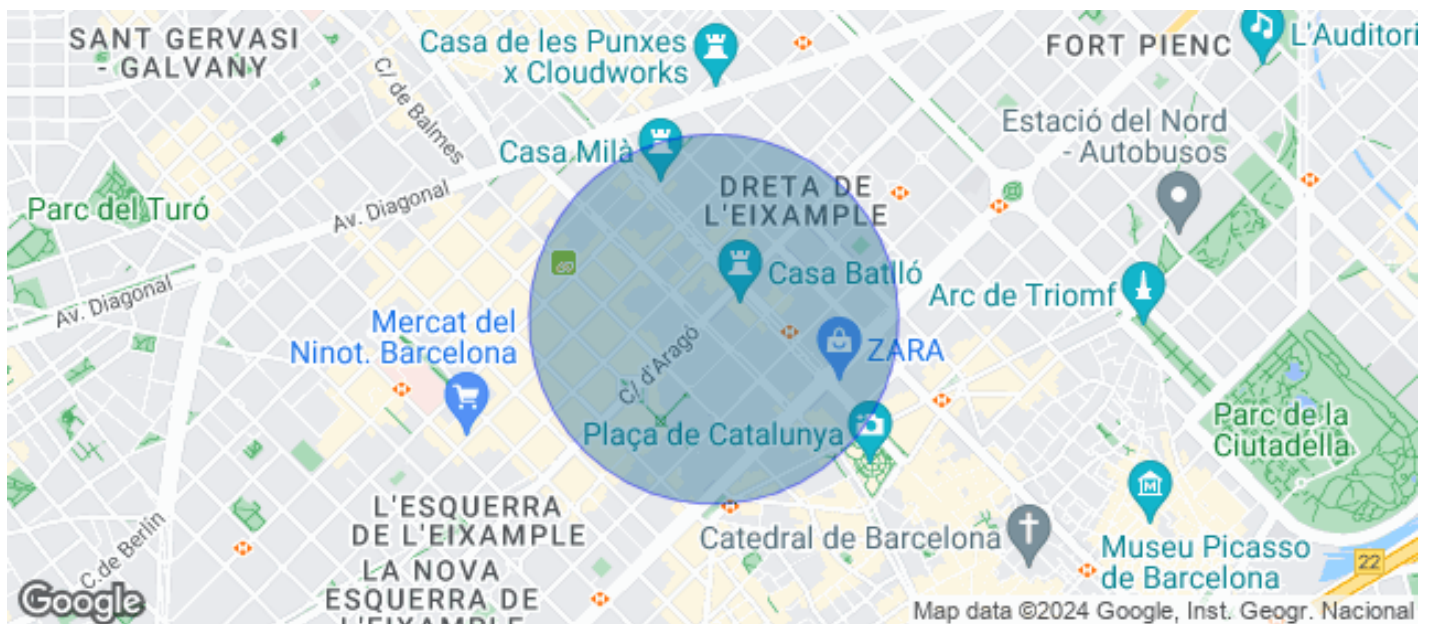 SANT GERVASI
- GALVANY
C/ de Balmes
Casa de les Punxes
x Cloudworks
FORT PIENC
L'Auditori
Estació del Nord
- Autobusos
Casa Milà
DRETA DE
L'EIXAMPLE
Parc del Turó
Av. Diagonal
Casa Batlló
Arc de Triomf
Av. Diagonal
Mercat del
Ninot. Barcelona
ZARA
C/ d'Aragó
Plaça de Catalunya
Parc de la
Ciutadella
L'ESQUERRA
DE L'EIXAMPLE
Catedral de Barcelona
M
Museu Picasso
de Barcelona
22
C. de Berlín
LA NOVA
ESQUERRA DE
L'EIXAMPLE
Google
Map data ©2024 Google, Inst. Geogr. Nacional